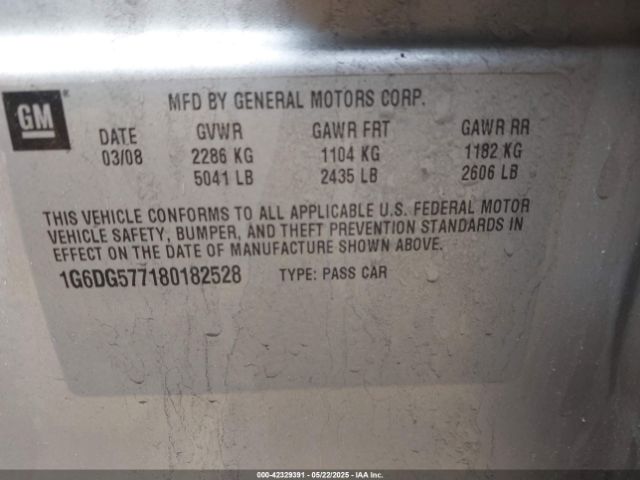 GM
MFD BY GENERAL MOTORS CORP.
DATE GVWR GAWR FRT GAWR RR
03/08 2286 KG 1104 KG 1182 KG
5041 LB 2435 LB 2606 LB
THIS VEHICLE CONFORMS TO ALL APPLICABLE U.S. FEDERAL MOTOR
VEHICLE SAFETY, BUMPER, AND THEFT PREVENTION STANDARDS IN
EFFECT ON THE DATE OF MANUFACTURE SHOWN ABOVE.
1G6DG577180182528 TYPE: PASS CAR
000-42329391 - 05/22/2025 - IAA Inc.